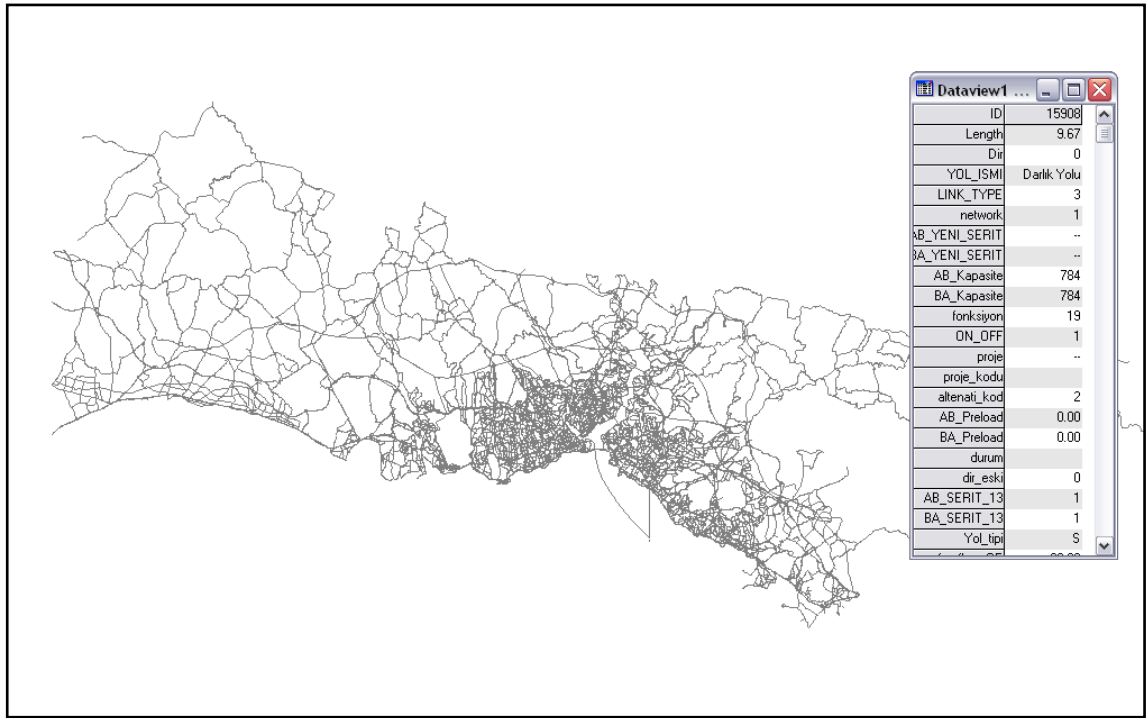 Dataview1 ...
ID 15908
Length 9.67
Dir 0
YOL_ISMI Darlık Yolu
LINK_TYPE 3
network 1
AB_YENI_SERIT --
BA_YENI_SERIT --
AB_Kapasite 784
BA_Kapasite 784
fonksiyon 19
ON_OFF 1
proje --
proje_kodu
altenati_kod 2
AB_Preload 0.00
BA_Preload 0.00
durum
dir_eski 0
AB_SERIT_13 1
BA_SERIT_13 1
Yol_tipi S